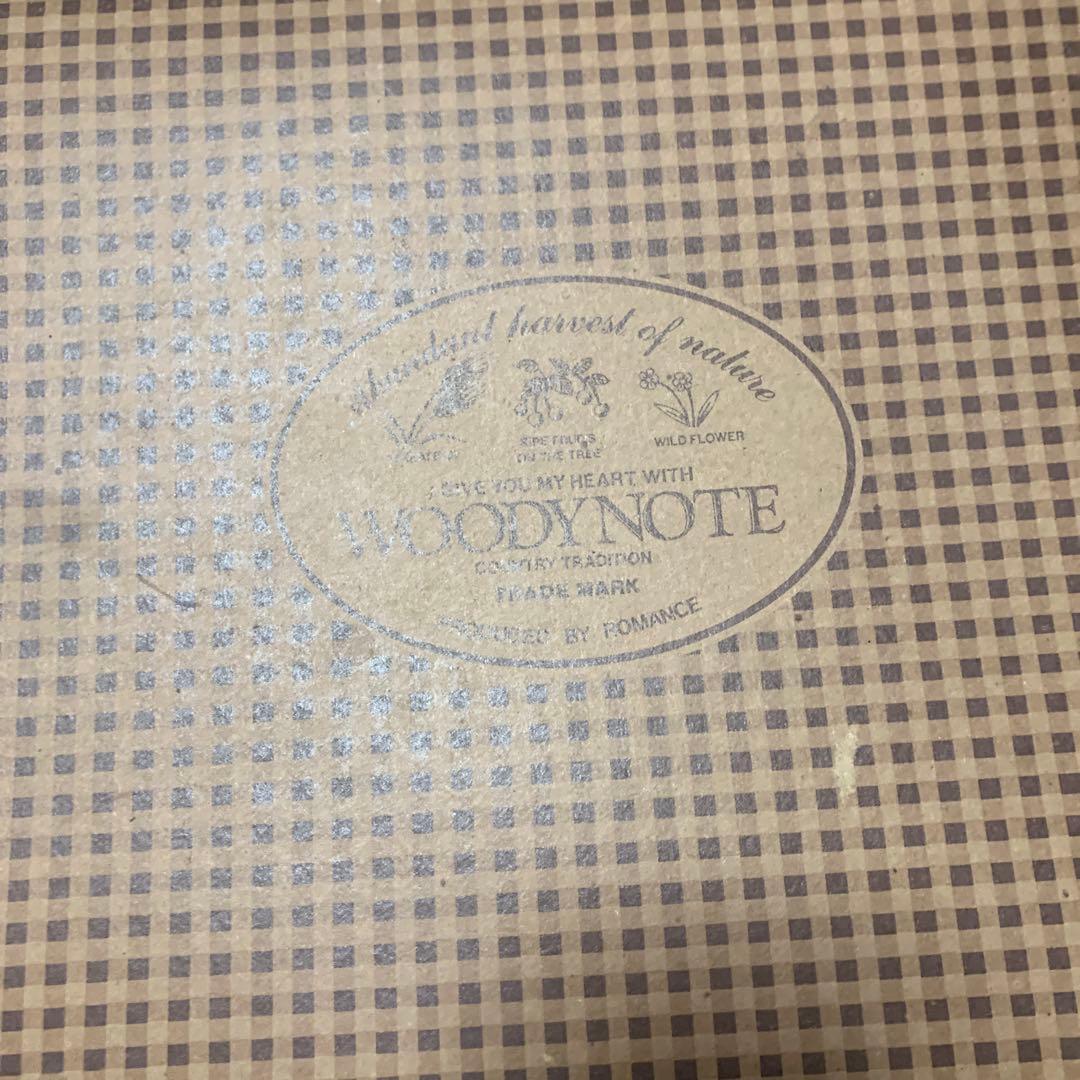 Abundant harvest of nature
RIPE FRUITS
ON THE TREE
WILD FLOWER
I GIVE YOU MY HEART WITH
WOODYNOTE
COUNTRY TRADITION
TRADE MARK
PRODUCED BY ROMANCE